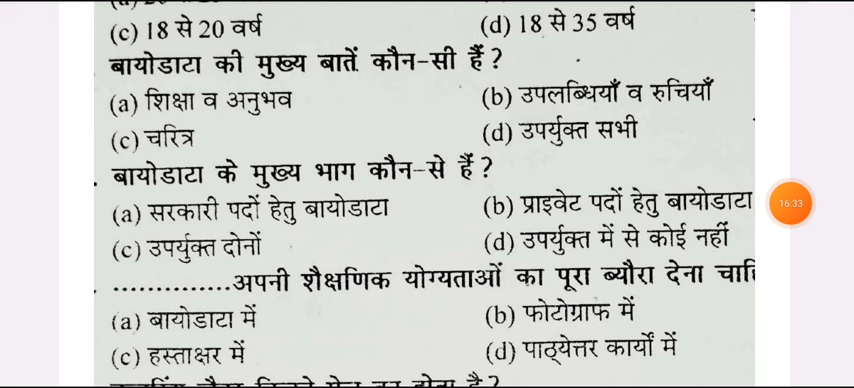 (c) 18 से 20 वर्ष (d) 18 से 35 वर्ष
बायोडाटा की मुख्य बातें कौन-सी हैं ?
(a) शिक्षा व अनुभव (b) उपलब्धियाँ व रुचियाँ
(c) चरित्र (d) उपर्युक्त सभी
बायोडाटा के मुख्य भाग कौन-से हैं ?
(a) सरकारी पदों हेतु बायोडाटा (b) प्राइवेट पदों हेतु बायोडाटा
16:33
(c) उपर्युक्त दोनों (d) उपर्युक्त में से कोई नहीं
..............अपनी शैक्षणिक योग्यताओं का पूरा ब्यौरा देना
(a) बायोडाटा में (b) फोटोग्राफ में
(c) हस्ताक्षर में (d) पाठ्येत्तर कार्यों में